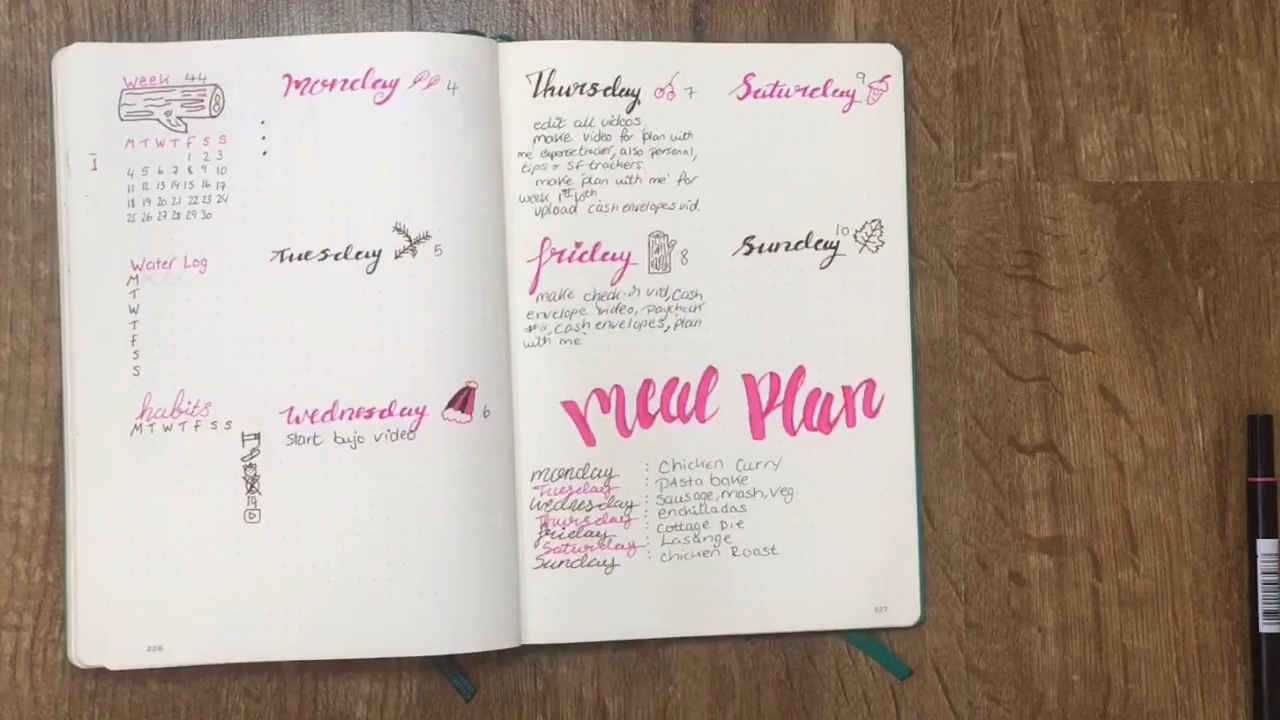 Week 44
M T W T F S S
1 2 3
4 5 6 7 8 9 10
11 12 13 14 15 16 17
18 19 20 21 22 23 24
25 26 27 28 29 30
Water Log
M
T
W
T
F
S
S
habits
M T W T F S S
monday 4
Tuesday 5
wednesday 6
start bujo video
226
Thursday 7
edit all videos
make video for plan with
me expense tracker, also personal,
tips + SF trackers
make 'plan with me' for
week 1st 10th
upload cash envelopes vid.
friday 8
make check-in vid, Cash
envelope video, paycheck
#2, cash envelopes, 'plan
with me'
Saturday 9
Sunday 10
meal Plan
monday : Chicken Curry
Tuesday : pasta bake
wednesday : Sausage, mash, veg.
Thursday : enchilladas
friday : cottage Pie
Saturday : Lasange
Sunday : chicken Roast
227